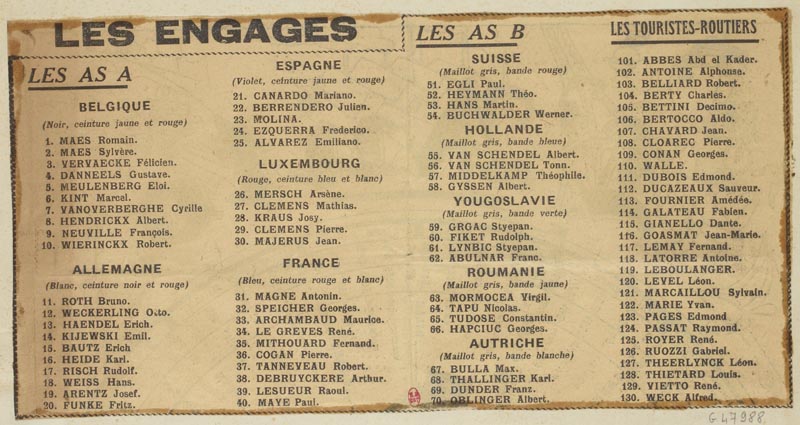 LES ENGAGES
LES AS A
BELGIQUE
(Noir, ceinture jaune et rouge)
1. MAES Romain.
2. MAES Sylvère.
3. VERVAECKE Félicien.
4. DANNEELS Gustave.
5. MEULENBERG Eloi.
6. KINT Marcel.
7. VANOVERBERGHE Cyrille
8. HENDRICKX Albert.
9. NEUVILLE François.
10. WIERINCKX Robert.
ALLEMAGNE
(Blanc, ceinture noir et rouge)
11. ROTH Bruno.
12. WECKERLING Otto.
13. HAENDEL Erich.
14. KIJEWSKI Emil.
15. BAUTZ Erich
16. HEIDE Karl.
17. RISCH Rudolf.
18. WEISS Hans.
19. ARENTZ Josef.
20. FUNKE Fritz.
ESPAGNE
(Violet, ceinture jaune et rouge)
21. CANARDO Mariano.
22. BERRENDERO Julien.
23. MOLINA.
24. EZQUERRA Frederico.
25. ALVAREZ Emiliano.
LUXEMBOURG
(Rouge, ceinture bleu et blanc)
26. MERSCH Arsène.
27. CLEMENS Mathias.
28. KRAUS Josy.
29. CLEMENS Pierre.
30. MAJERUS Jean.
FRANCE
(Bleu, ceinture rouge et blanc)
31. MAGNE Antonin.
32. SPEICHER Georges.
33. ARCHAMBAUD Maurice.
34. LE GREVES René.
35. MITHOUARD Fernand.
36. COGAN Pierre.
37. TANNEVEAU Robert.
38. DEBRUYCKERE Arthur.
39. LESUEUR Raoul.
40. MAYE Paul.
LES AS B
SUISSE
(Maillot gris, bande rouge)
51. EGLI Paul.
52. HEYMANN Théo.
53. HANS Martin.
54. BUCHWALDER Werner.
HOLLANDE
(Maillot gris, bande bleue)
55. VAN SCHENDEL Albert.
56. VAN SCHENDEL Tonn.
57. MIDDELKAMP Théophile.
58. GYSSEN Albert.
YOUGOSLAVIE
(Maillot gris, bande verte)
59. GRGAC Styepan.
60. FIKET Rudolph.
61. LYNBIC Styepan.
62. ABULNAR Franc.
ROUMANIE
(Maillot gris, bande jaune)
63. MORMOCEA Virgil.
64. TAPU Nicolas.
65. TUDOSE Constantin.
66. HAPCIUC Georges.
AUTRICHE
(Maillot gris, bande blanche)
67. BULLA Max.
68. THALLINGER Karl.
69. DUNDER Franz.
70. OBLINGER Albert.
LES TOURISTES-ROUTIERS
101. ABBES Abd el Kader.
102. ANTOINE Alphonse.
103. BELLIARD Robert.
104. BERTY Charles.
105. BETTINI Decimo.
106. BERTOCCO Aldo.
107. CHAVARD Jean.
108. CLOAREC Pierre.
109. CONAN Georges.
110. WALLE.
111. DUBOIS Edmond.
112. DUCAZEAUX Sauveur.
113. FOURNIER Amédée.
114. GALATEAU Fabien.
115. GIANELLO Dante.
116. GOASMAT Jean-Marie.
117. LEMAY Fernand.
118. LATORRE Antoine.
119. LEBOULANGER.
120. LEVEL Léon.
121. MARCAILLOU Sylvain.
122. MARIE Yvan.
123. PAGES Edmond
124. PASSAT Raymond.
125. ROYER René.
126. RUOZZI Gabriel.
127. THEERLYNCK Léon.
128. THIETARD Louis.
129. VIETTO René.
130. WECK Alfred.
G 47988